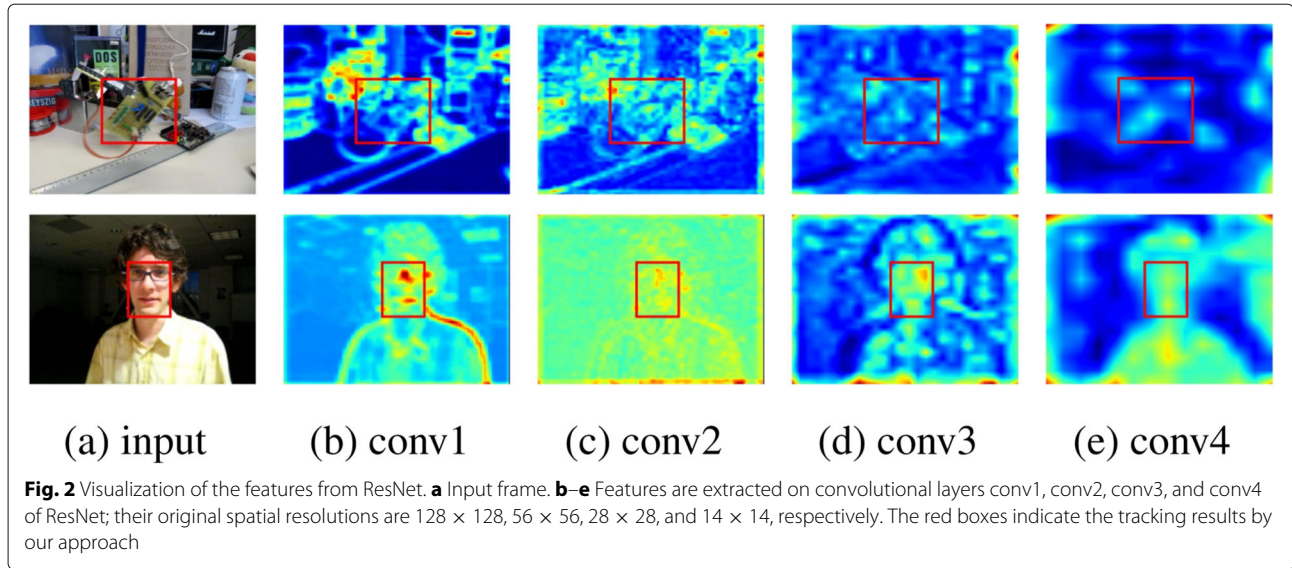 DOS
EYSZIG
(a) input (b) conv1 (c) conv2 (d) conv3 (e) conv4
Fig. 2 Visualization of the features from ResNet. a Input frame. b–e Features are extracted on convolutional layers conv1, conv2, conv3, and conv4
of ResNet; their original spatial resolutions are 128 × 128, 56 × 56, 28 × 28, and 14 × 14, respectively. The red boxes indicate the tracking results by
our approach